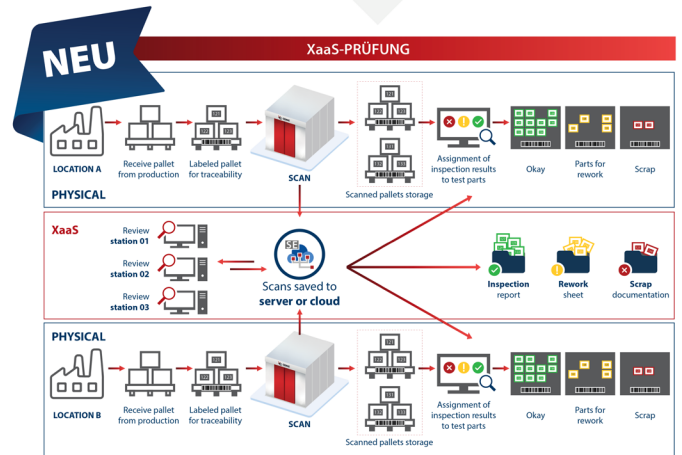 NEU
XaaS-PRÜFUNG
LOCATION A
Receive pallet
from production
Labeled pallet
for traceability
SCAN
Scanned pallets storage
Assignment of
inspection results
to test parts
Okay
Parts for
rework
Scrap
PHYSICAL
XaaS
Review
station 01
Review
station 02
Review
station 03
SE
Scans saved to
server or cloud
Inspection
report
Rework
sheet
Scrap
documentation
PHYSICAL
LOCATION B
Receive pallet
from production
Labeled pallet
for traceability
SCAN
Scanned pallets storage
Assignment of
inspection results
to test parts
Okay
Parts for
rework
Scrap